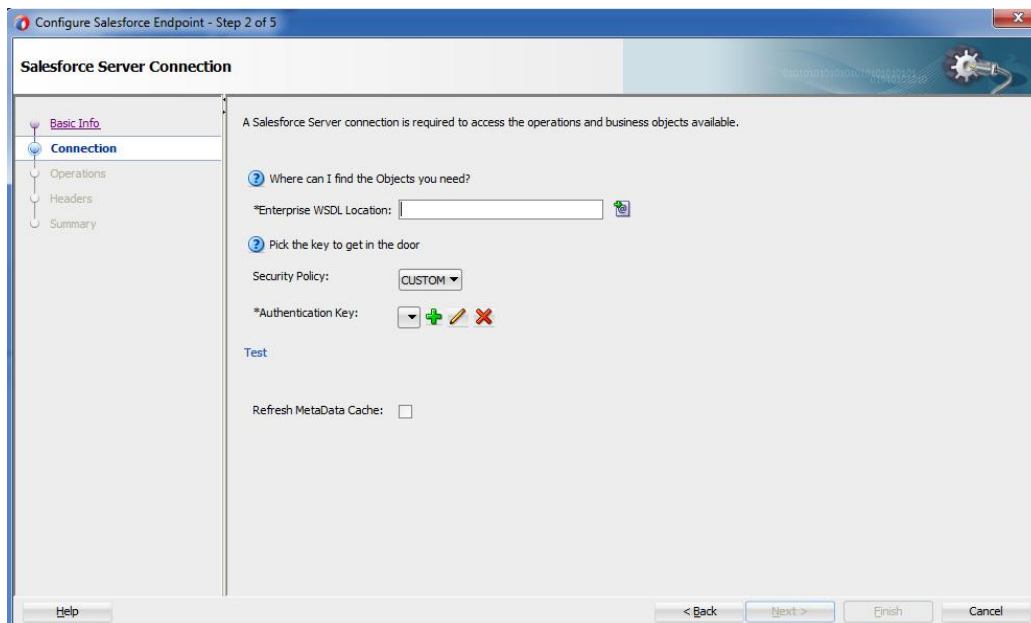 Configure Salesforce Endpoint - Step 2 of 5
Salesforce Server Connection
Basic Info
Connection
Operations
Headers
Summary
A Salesforce Server connection is required to access the operations and business objects available.
Where can I find the Objects you need?
*Enterprise WSDL Location:
Pick the key to get in the door
Security Policy: CUSTOM
*Authentication Key:
Test
Refresh MetaData Cache:
Help < Back Next > Finish Cancel